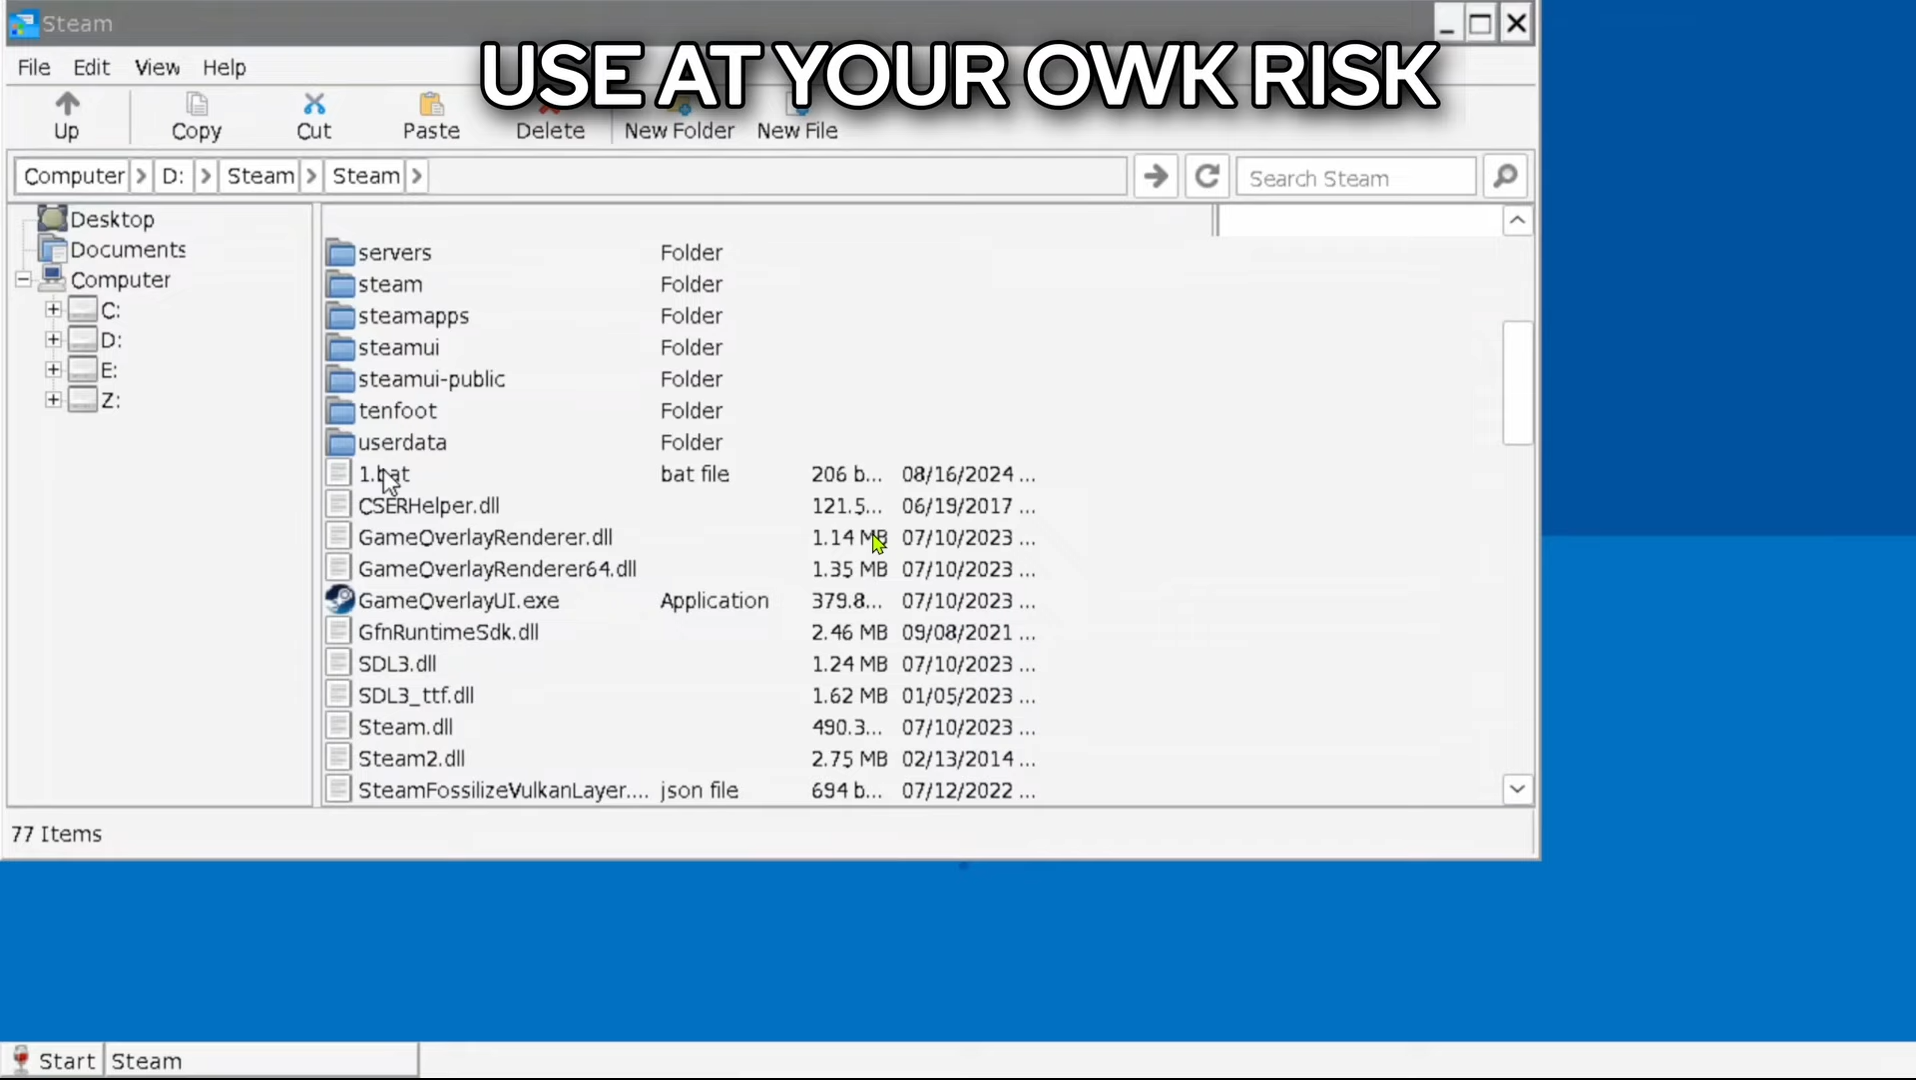 Steam
USE AT YOUR OWK RISK
File Edit View Help
Up Copy Cut Paste Delete New Folder New File
Computer D: Steam Steam Search Steam
Desktop
Documents
Computer
C:
D:
E:
Z:
servers Folder
steam Folder
steamapps Folder
steamui Folder
steamui-public Folder
tenfoot Folder
userdata Folder
1.bat bat file 206 b... 08/16/2024 ...
CSERHelper.dll 121.5... 06/19/2017 ...
GameOverlayRenderer.dll 1.14 MB 07/10/2023 ...
GameOverlayRenderer64.dll 1.35 MB 07/10/2023 ...
GameOverlayUI.exe Application 379.8... 07/10/2023 ...
GfnRuntimeSdk.dll 2.46 MB 09/08/2021 ...
SDL3.dll 1.24 MB 07/10/2023 ...
SDL3_ttf.dll 1.62 MB 01/05/2023 ...
Steam.dll 490.3... 07/10/2023 ...
Steam2.dll 2.75 MB 02/13/2014 ...
SteamFossilizeVulkanLayer.... json file 694 b... 07/12/2022 ...
77 Items
Start Steam